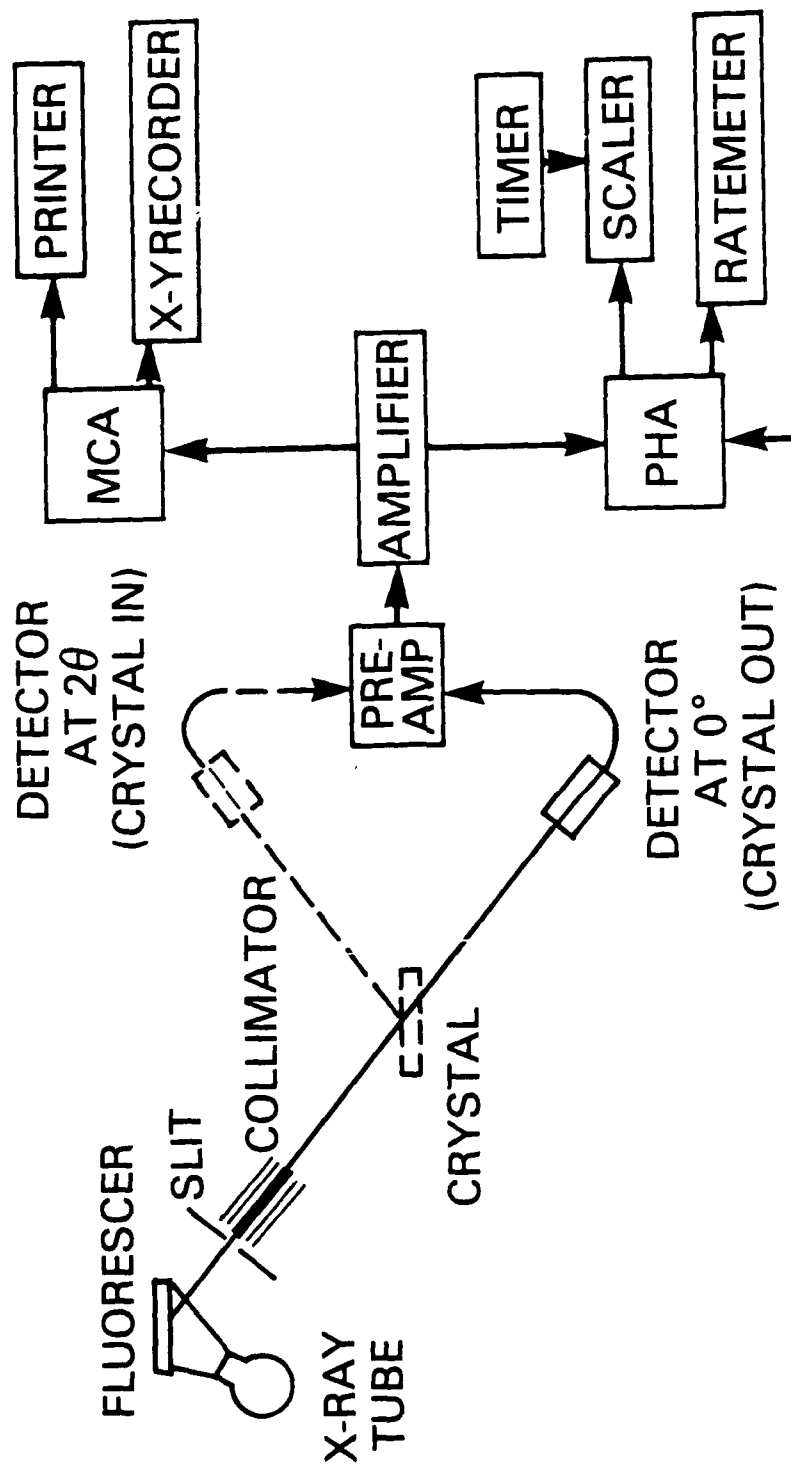 FLUORESCER
X-RAY
TUBE
SLIT
COLLIMATOR
CRYSTAL
DETECTOR
AT 2θ
(CRYSTAL IN)
DETECTOR
AT 0°
(CRYSTAL OUT)
PRE-
AMP
AMPLIFIER
MCA
PRINTER
X-Y RECORDER
PHA
TIMER
SCALER
RATEMETER